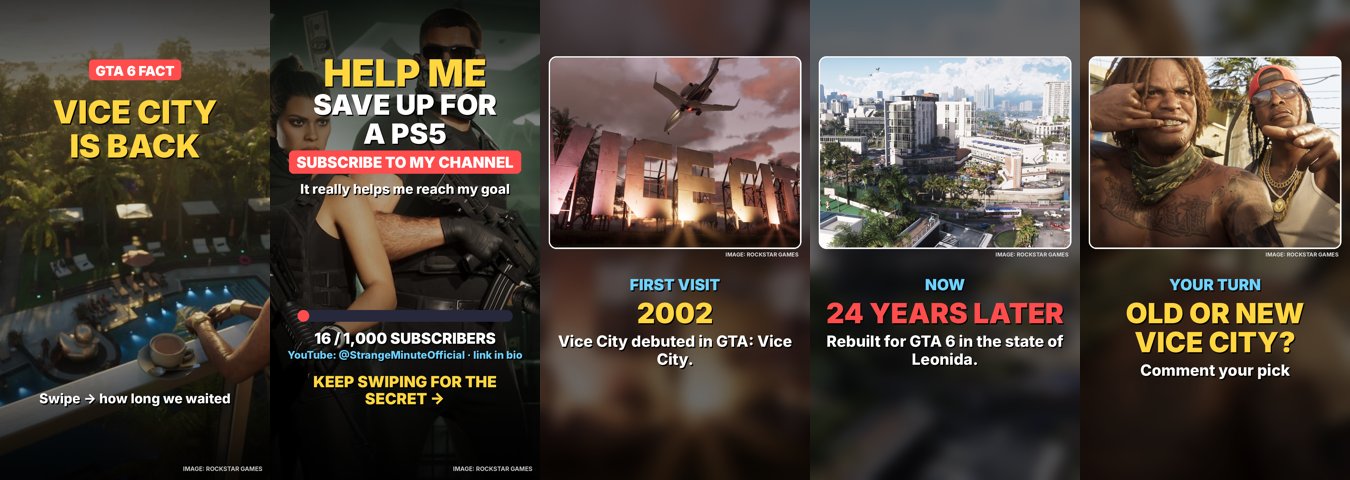 GTA 6 FACT
VICE CITY
IS BACK
Swipe → how long we waited
IMAGE: ROCKSTAR GAMES
HELP ME
SAVE UP FOR
A PS5
SUBSCRIBE TO MY CHANNEL
It really helps me reach my goal
16 / 1,000 SUBSCRIBERS
YouTube: @StrangeMinuteOfficial · link in bio
KEEP SWIPING FOR THE
SECRET →
IMAGE: ROCKSTAR GAMES
VICE CITY
IMAGE: ROCKSTAR GAMES
FIRST VISIT
2002
Vice City debuted in GTA: Vice
City.
IMAGE: ROCKSTAR GAMES
NOW
24 YEARS LATER
Rebuilt for GTA 6 in the state of
Leonida.
IMAGE: ROCKSTAR GAMES
YOUR TURN
OLD OR NEW
VICE CITY?
Comment your pick